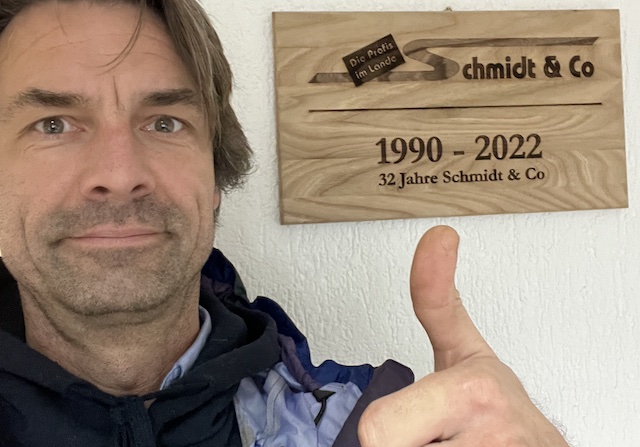 Die Profis
im Lande
Schmidt & Co
1990 - 2022
32 Jahre Schmidt & Co